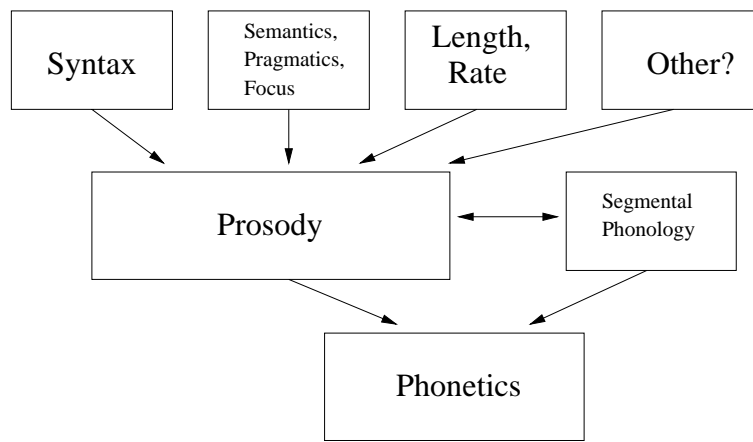 Syntax
Semantics,
Pragmatics,
Focus
Length,
Rate
Other?
Prosody
Segmental
Phonology
Phonetics